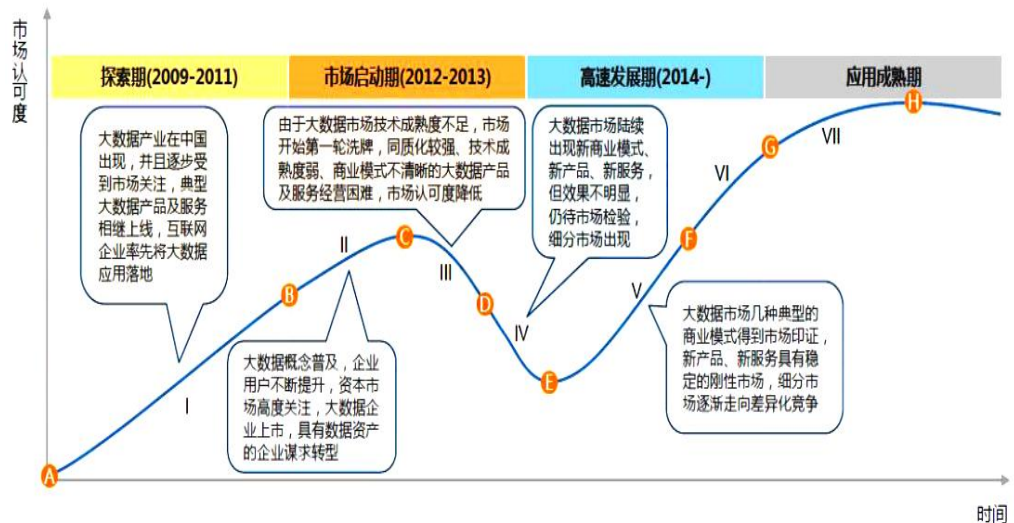 市场认可度
探索期(2009-2011)
市场启动期(2012-2013)
高速发展期(2014-)
应用成熟期
大数据产业在中国
出现，并且逐步受
到市场关注，典型
大数据产品及服务
相继上线，互联网
企业率先将大数据
应用落地
由于大数据市场技术成熟度不足，市场
开始第一轮洗牌，同质化较强、技术成
熟度弱、商业模式不清晰的大数据产品
及服务经营困难，市场认可度降低
大数据市场陆续
出现新商业模式、
新产品、新服务，
但效果不明显，
仍待市场检验，
细分市场出现
大数据概念普及，企业
用户不断提升，资本市
场高度关注，大数据企
业上市，具有数据资产
的企业谋求转型
大数据市场几种典型的
商业模式得到市场印证，
新产品、新服务具有稳
定的刚性市场，细分市
场逐渐走向差异化竞争
A
I
B
II
C
III
D
IV
E
V
F
VI
G
VII
H
时间